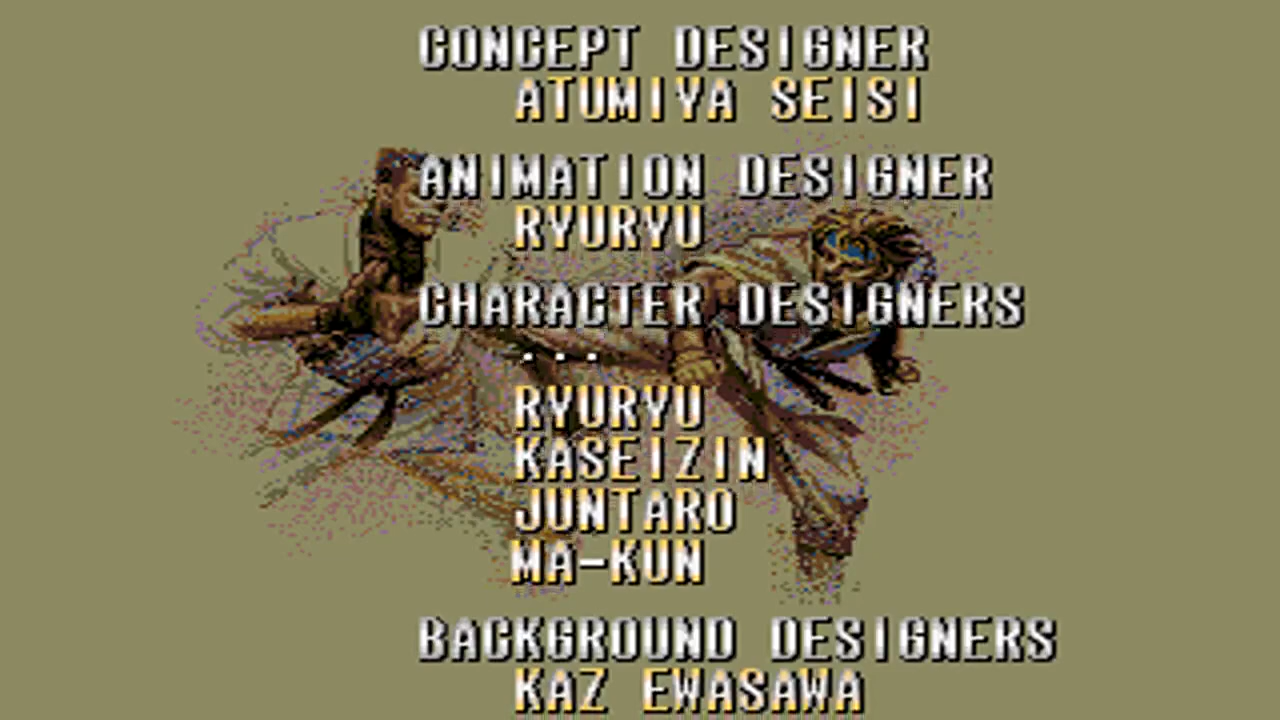 CONCEPT DESIGNER
ATUMIYA SEISI
ANIMATION DESIGNER
RYURYU
CHARACTER DESIGNERS
...
RYURYU
KASEIZIN
JUNTARO
MA-KUN
BACKGROUND DESIGNERS
KAZ EWASAWA